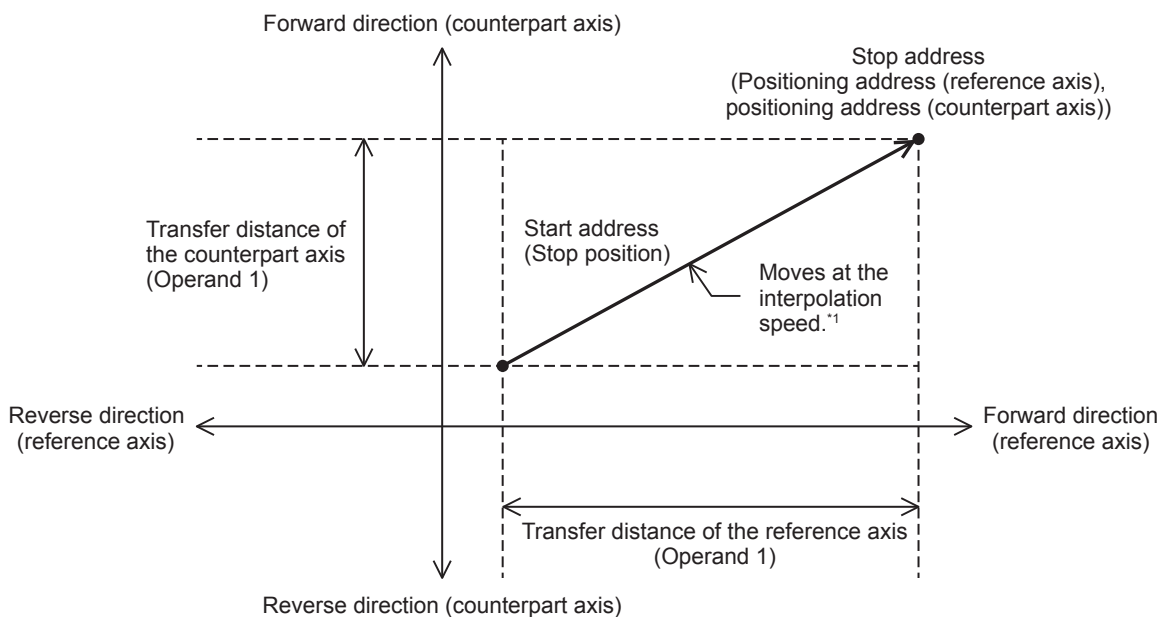 Forward direction (counterpart axis)
Stop address
(Positioning address (reference axis),
positioning address (counterpart axis))
Transfer distance of
the counterpart axis
(Operand 1)
Start address
(Stop position)
Moves at the
interpolation
speed.*1
Reverse direction
(reference axis)
Forward direction
(reference axis)
Transfer distance of the reference axis
(Operand 1)
Reverse direction (counterpart axis)